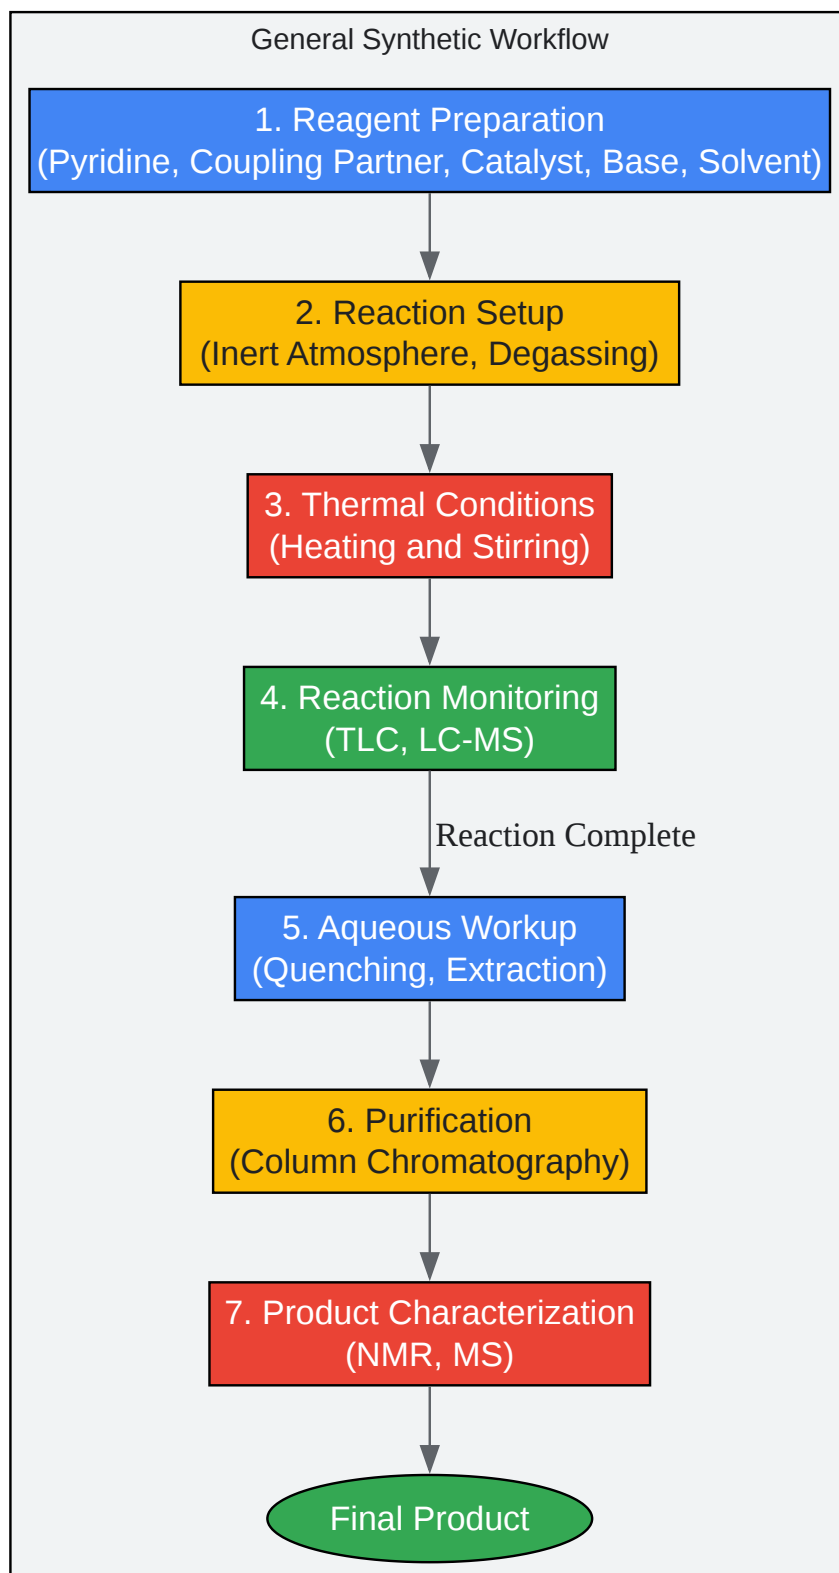 General Synthetic Workflow
1. Reagent Preparation
(Pyridine, Coupling Partner, Catalyst, Base, Solvent)
2. Reaction Setup
(Inert Atmosphere, Degassing)
3. Thermal Conditions
(Heating and Stirring)
4. Reaction Monitoring
(TLC, LC-MS)
Reaction Complete
5. Aqueous Workup
(Quenching, Extraction)
6. Purification
(Column Chromatography)
7. Product Characterization
(NMR, MS)
Final Product